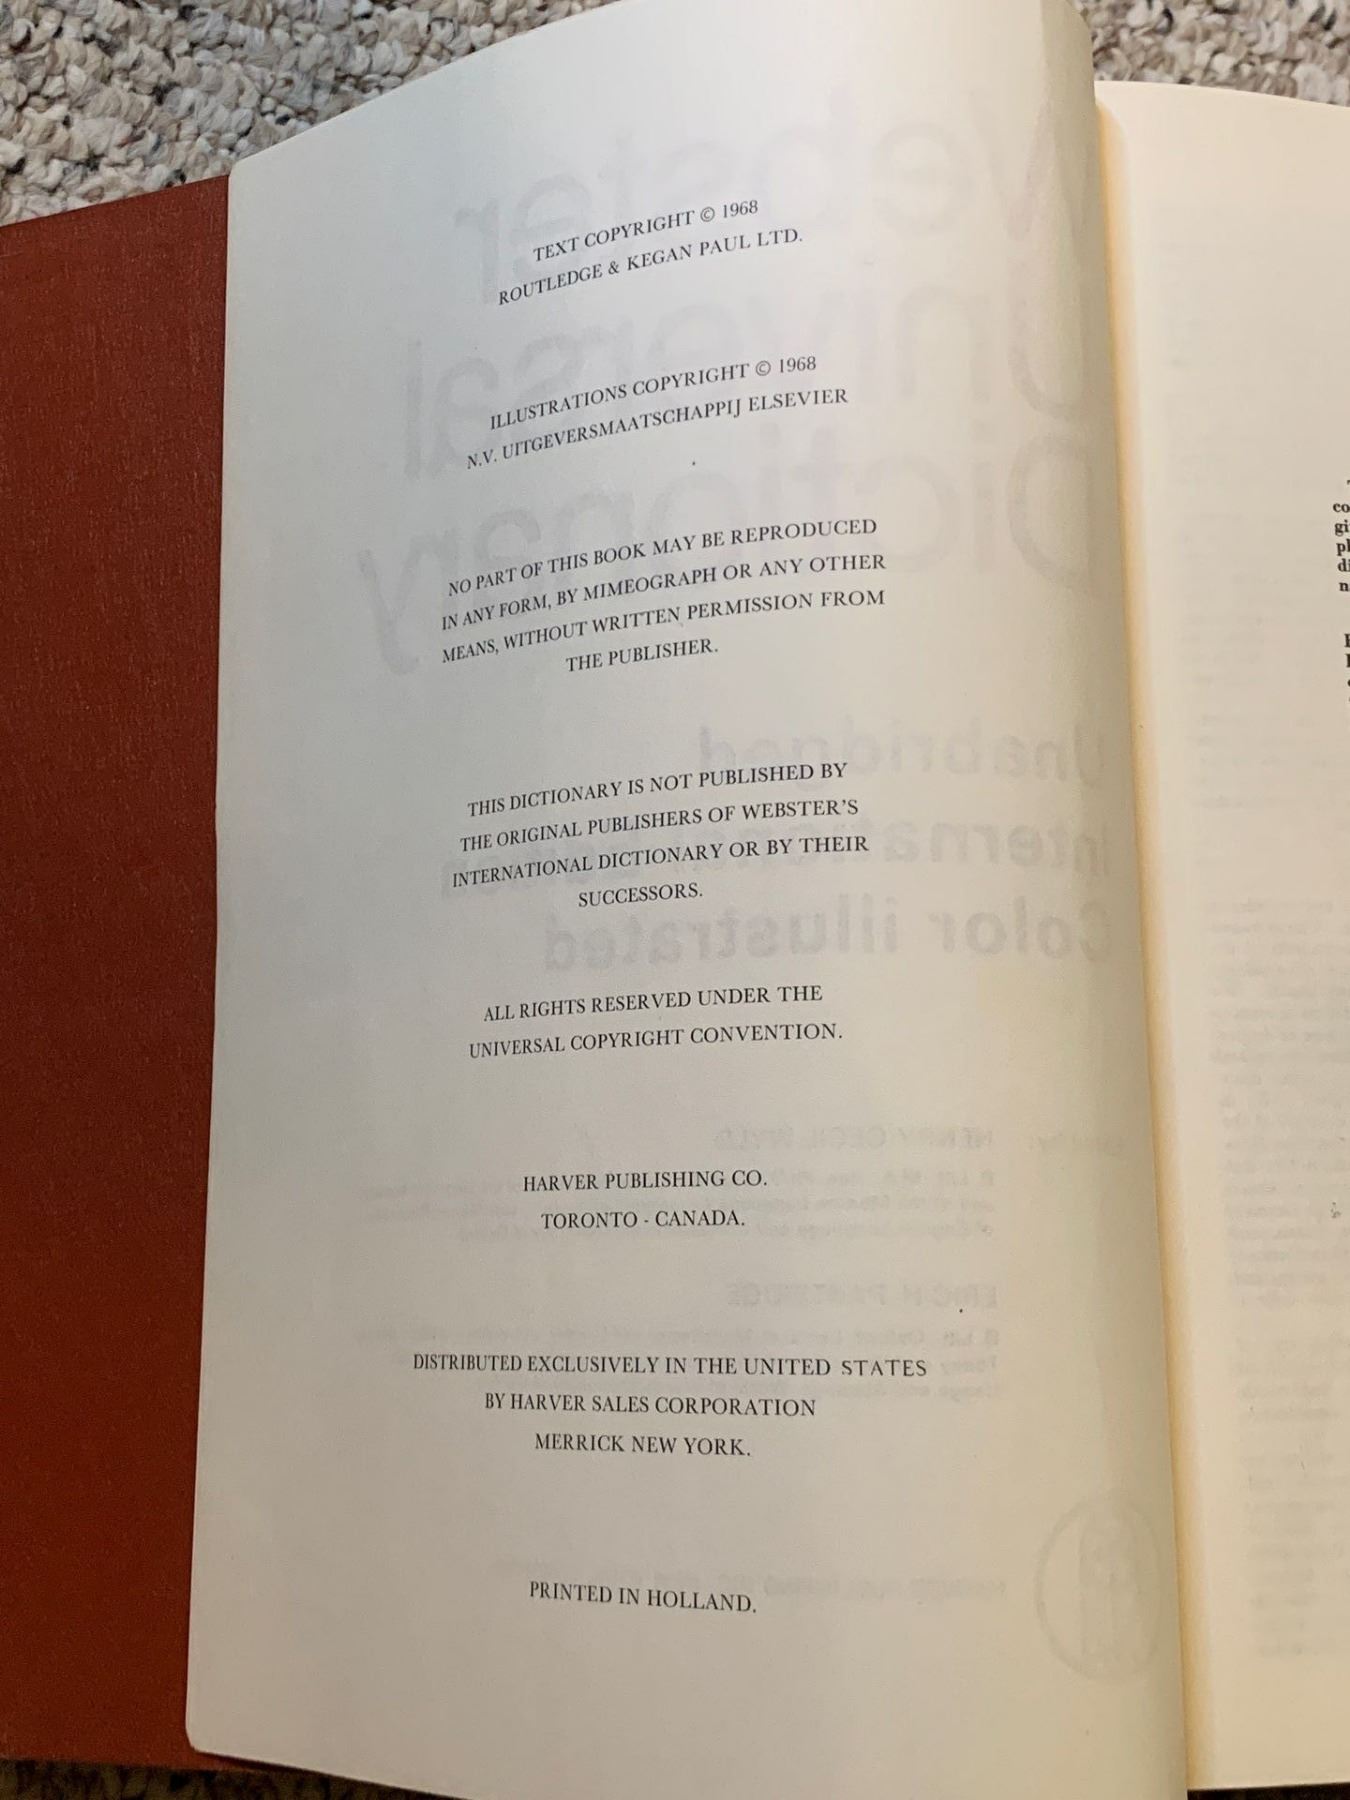 TEXT COPYRIGHT © 1968
ROUTLEDGE & KEGAN PAUL LTD.
ILLUSTRATIONS COPYRIGHT © 1968
N.V. UITGEVERSMAATSCHAPPIJ ELSEVIER
NO PART OF THIS BOOK MAY BE REPRODUCED
IN ANY FORM, BY MIMEOGRAPH OR ANY OTHER
MEANS, WITHOUT WRITTEN PERMISSION FROM
THE PUBLISHER.
THIS DICTIONARY IS NOT PUBLISHED BY
THE ORIGINAL PUBLISHERS OF WEBSTER'S
INTERNATIONAL DICTIONARY OR BY THEIR
SUCCESSORS.
ALL RIGHTS RESERVED UNDER THE
UNIVERSAL COPYRIGHT CONVENTION.
HARVER PUBLISHING CO.
TORONTO - CANADA.
DISTRIBUTED EXCLUSIVELY IN THE UNITED STATES
BY HARVER SALES CORPORATION
MERRICK NEW YORK.
PRINTED IN HOLLAND.